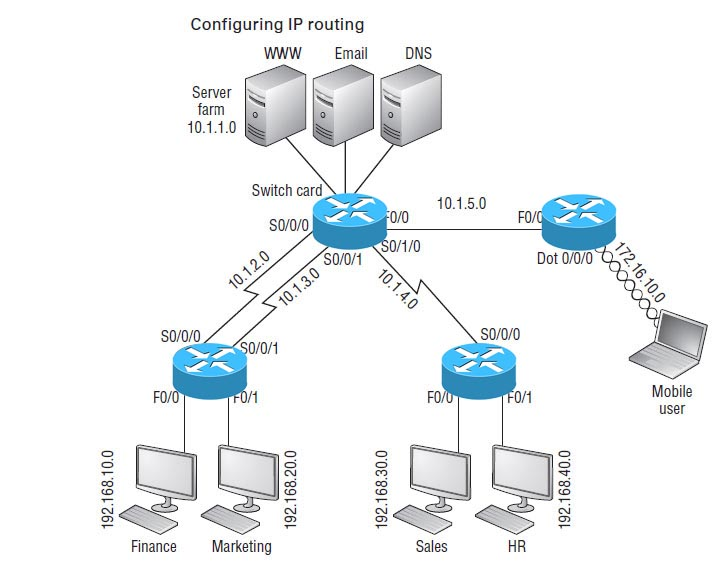 Configuring IP routing
WWW
Email
DNS
Server
farm
10.1.1.0
Switch card
S0/0/0
F0/0
10.1.5.0
F0/0
S0/0/1
S0/1/0
Dot 0/0/0
172.16.10.0
10.1.2.0
10.1.3.0
10.1.4.0
S0/0/0
S0/0/1
S0/0/0
Mobile
user
F0/0
F0/1
F0/0
F0/1
192.168.10.0
192.168.20.0
192.168.30.0
192.168.40.0
Finance
Marketing
Sales
HR